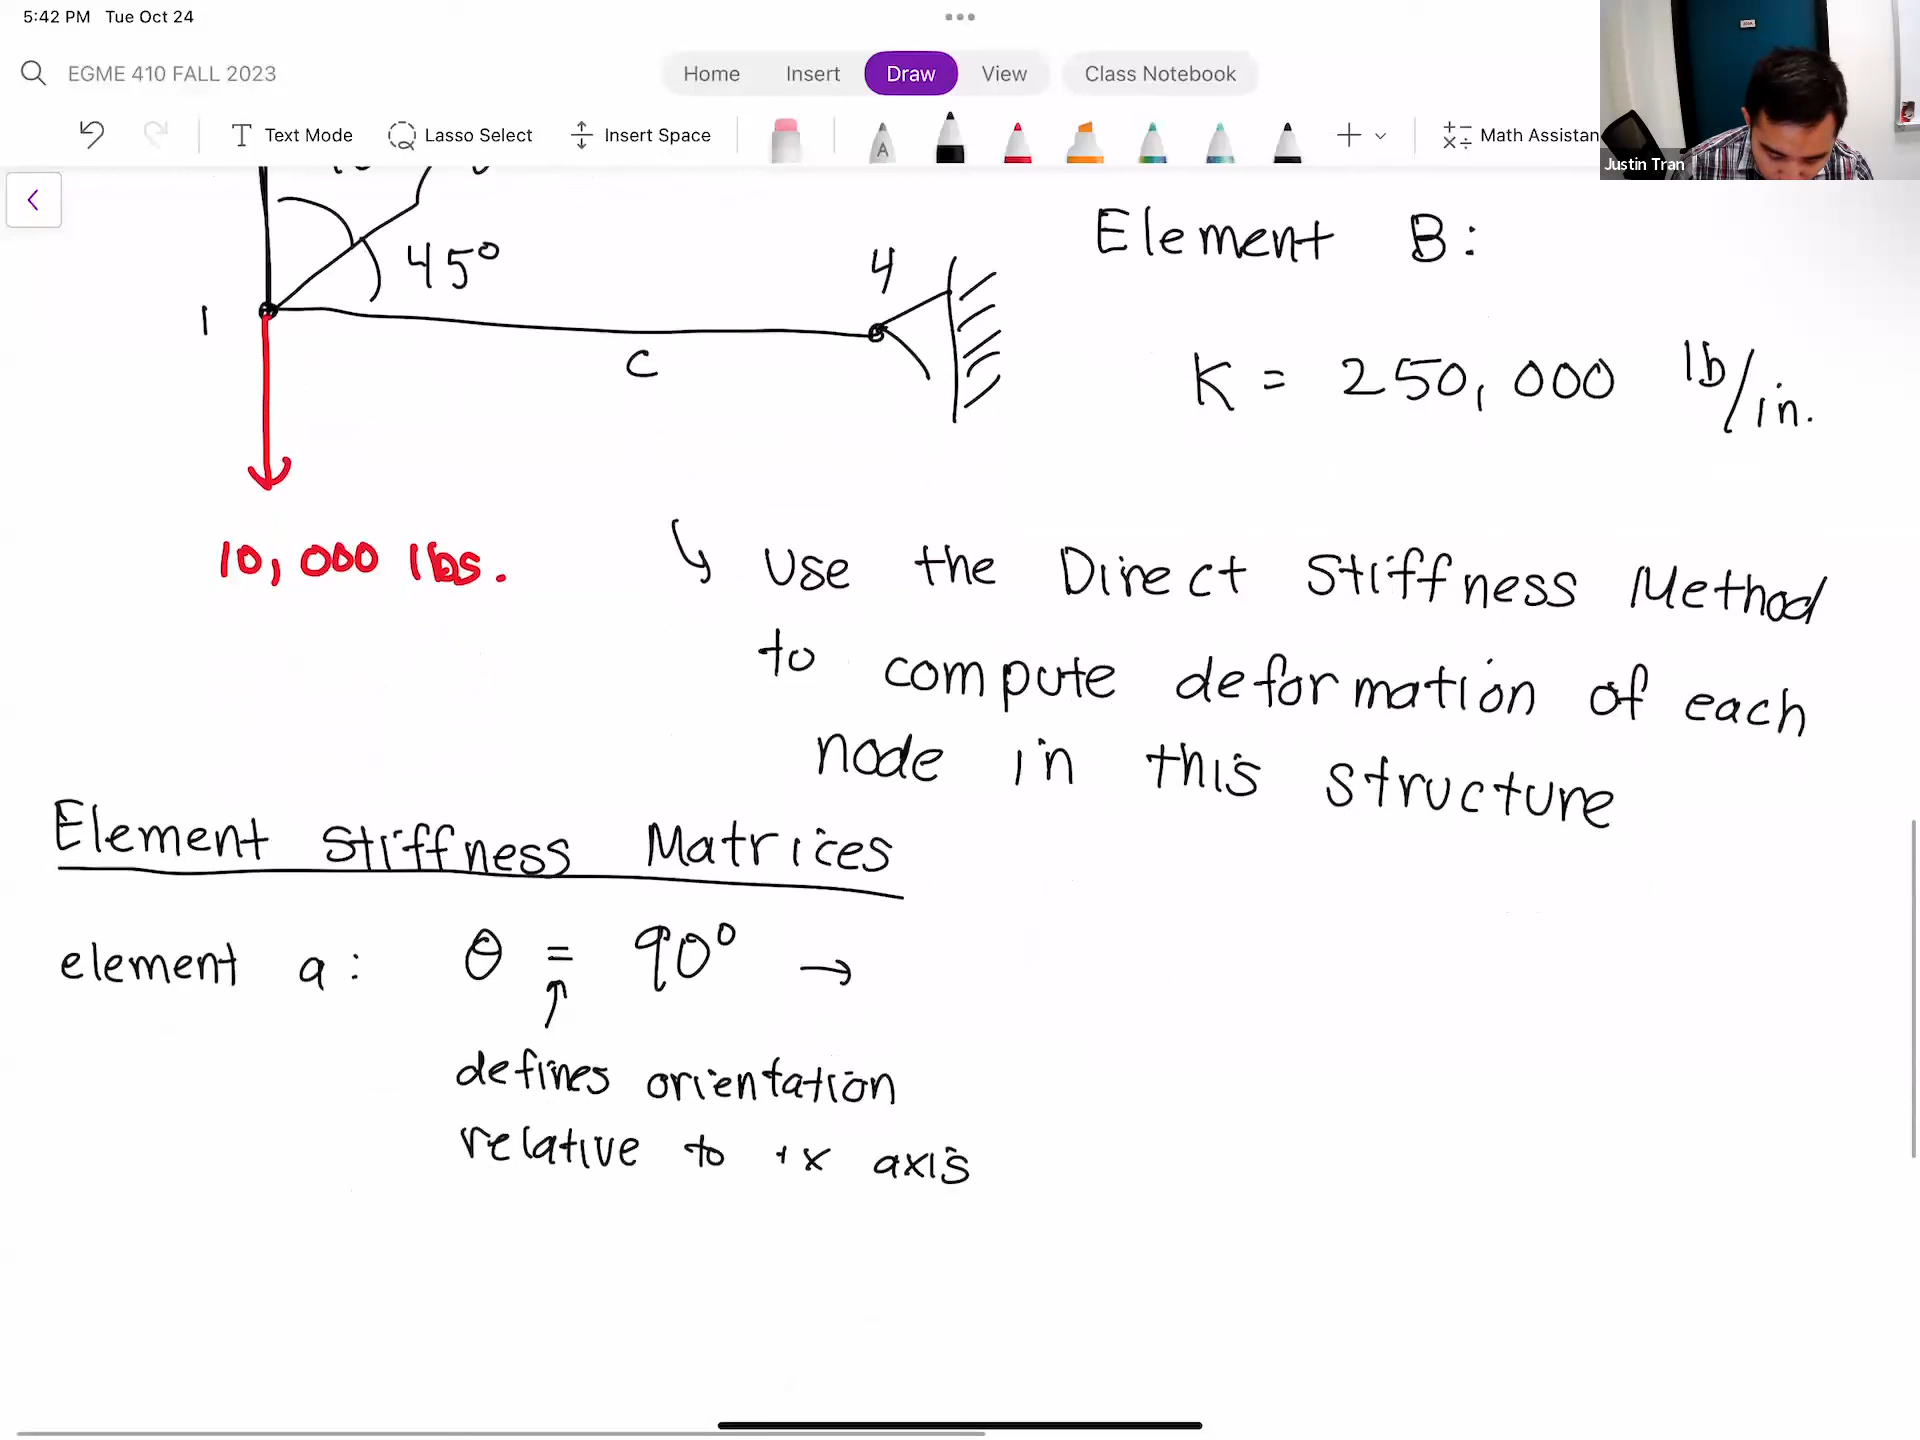 5:42 PM Tue Oct 24
EGME 410 FALL 2023
Home Insert Draw View Class Notebook
Text Mode Lasso Select Insert Space A Math Assistan
Justin Tran
45°
1
4
C
10,000 lbs.
Element B:
K = 250,000 lb/in.
↳ Use the Direct Stiffness Method
to compute deformation of each
node in this structure
Element Stiffness Matrices
element a: θ = 90° →
↑
defines orientation
relative to +x axis